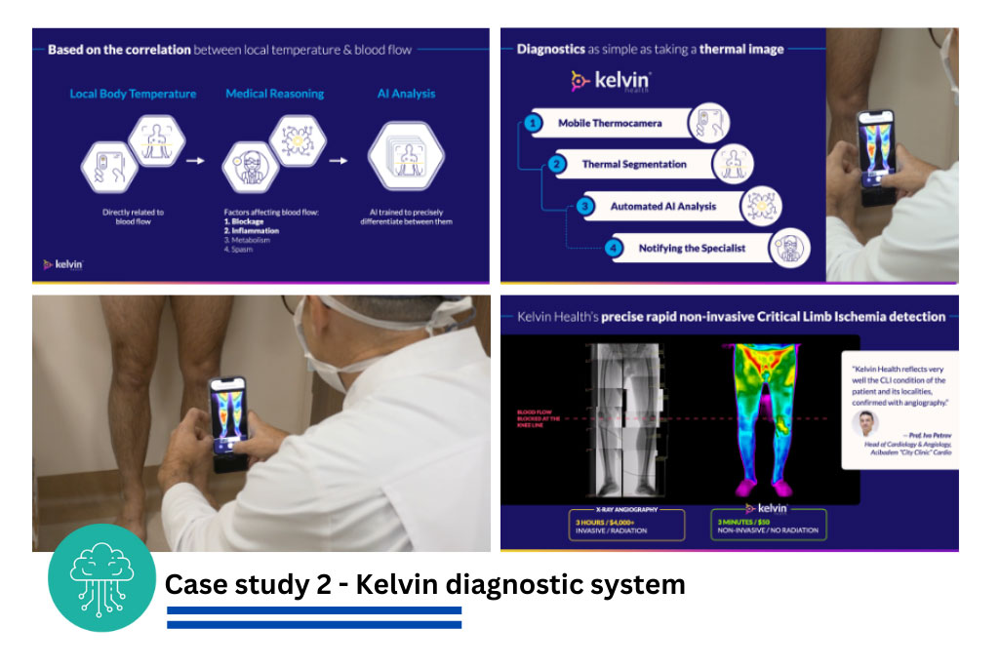 Based on the correlation between local temperature & blood flow
Local Body Temperature
Medical Reasoning
AI Analysis
Directly related to
blood flow
Factors affecting blood flow:
1. Blockage
2. Inflammation
3. Metabolism
4. Spasm
AI trained to precisely
differentiate between them
kelvin
health
Diagnostics as simple as taking a thermal image
kelvin
health
1 Mobile Thermocamera
2 Thermal Segmentation
3 Automated AI Analysis
4 Notifying the Specialist
Kelvin Health's precise rapid non-invasive Critical Limb Ischemia detection
BLOOD FLOW
BLOCKED AT THE
KNEE LINE
"Kelvin Health reflects very
well the CLI condition of the
patient and its localities,
confirmed with angiography."
— Prof. Ivo Petrov
Head of Cardiology & Angiology,
Acibadem "City Clinic" Cardio
X-RAY ANGIOGRAPHY
3 HOURS / $4,000+
INVASIVE / RADIATION
kelvin
3 MINUTES / $50
NON-INVASIVE / NO RADIATION
Case study 2 - Kelvin diagnostic system